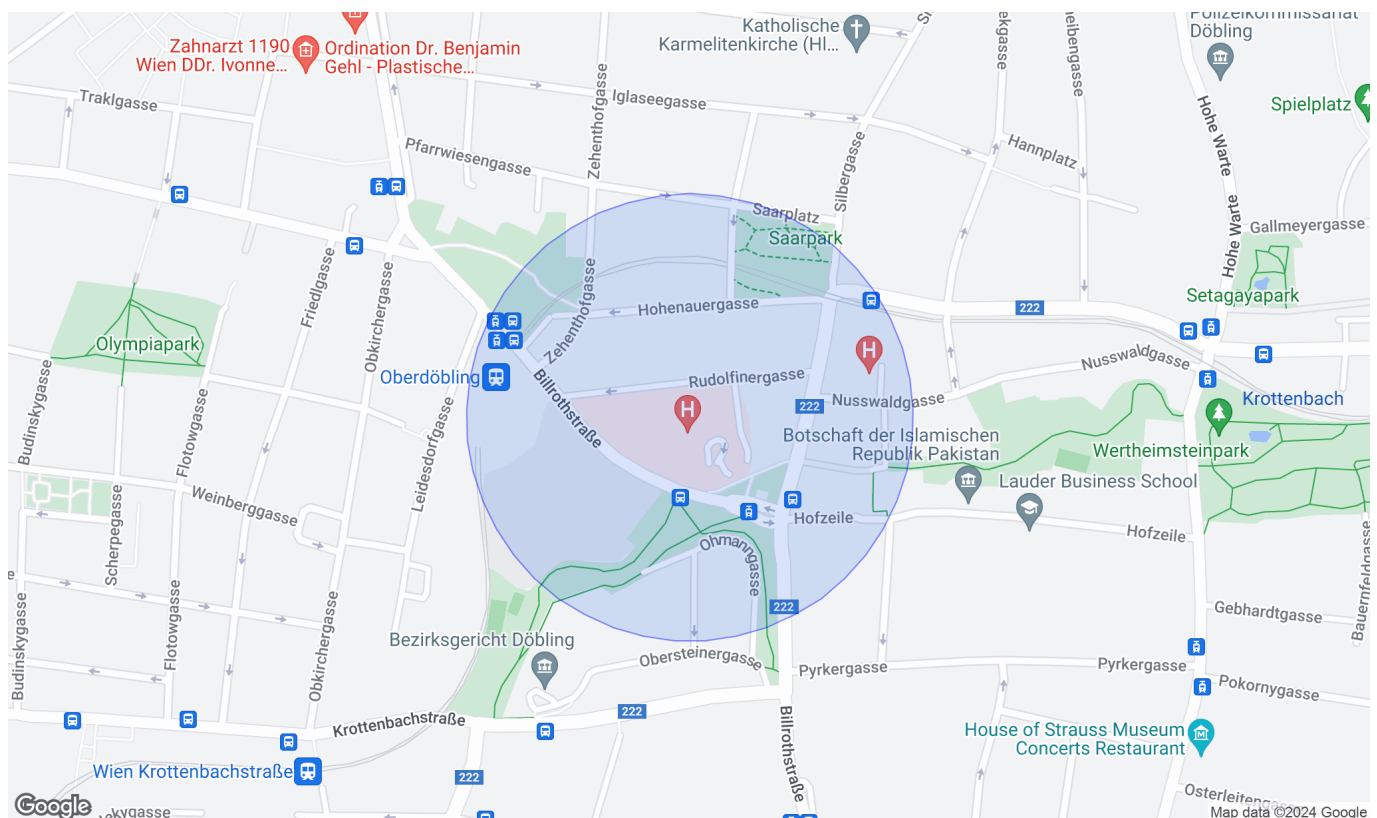 Katholische
Karmelitenkirche (Hl...
Polizeikommissariat
Döbling
Zahnarzt 1190
Wien DDr. Ivonne...
Ordination Dr. Benjamin
Gehl - Plastische...
Traklgasse
Iglaseegasse
Spielplatz
Zehenthofgasse
Hohe Warte
Pfarrwiesengasse
Hannplatz
Silbergasse
Saarplatz
Hohe Warte
Gallmeyergasse
Saarpark
Friedlgasse
Obkirchergasse
Zehenthofgasse
Setagayapark
Hohenauergasse
222
Olympiapark
Zehenthofgasse
H
Nusswaldgasse
Oberdöbling
Rudolfinergasse
Billrothstraße
H
222
Nusswaldgasse
Krottenbach
Budinskygasse
Flotowgasse
Leidesdorfgasse
Botschaft der Islamischen
Republik Pakistan
Wertheimsteinpark
Lauder Business School
Weinberggasse
Scherpegasse
Hofzeile
Hofzeile
Ohmanngasse
Bauernfeldgasse
222
Gebhardtgasse
Flotowgasse
Budinskygasse
Obkirchergasse
Bezirksgericht Döbling
Obersteinergasse
Pyrkergasse
Pyrkergasse
Pokornygasse
Krottenbachstraße
222
Billrothstraße
House of Strauss Museum
Concerts Restaurant
Wien Krottenbachstraße
222
Google
Map data ©2024 Google